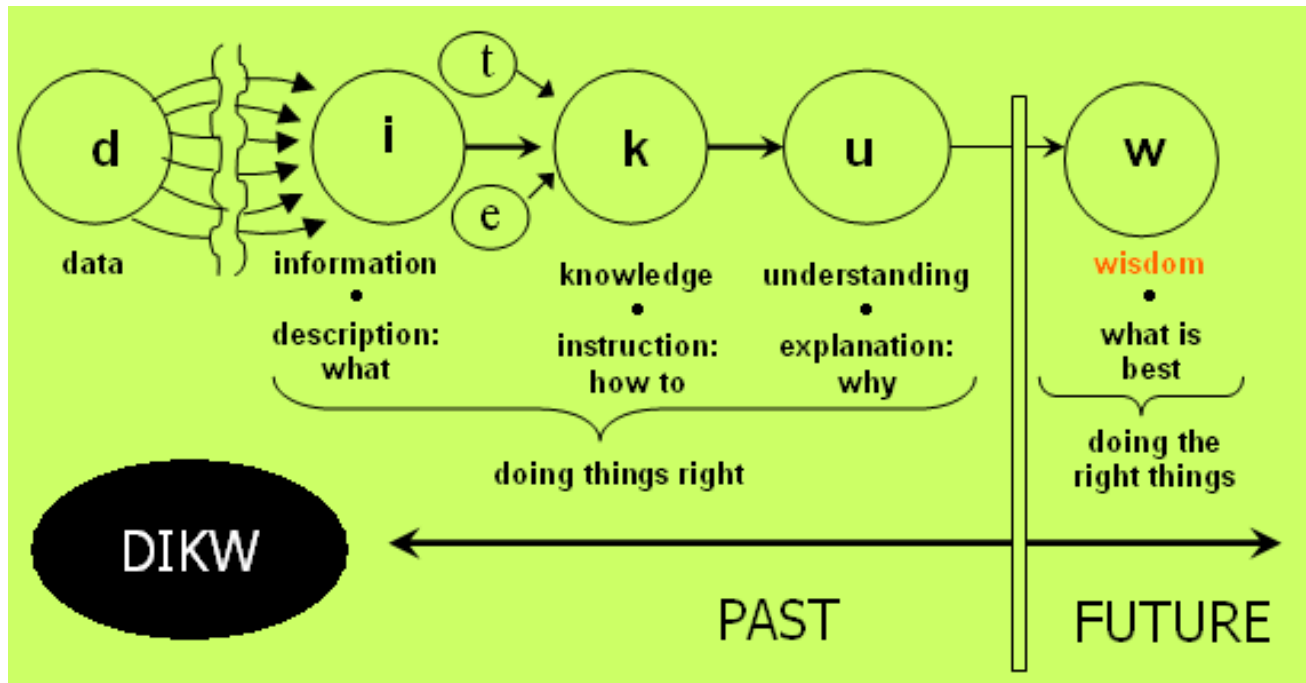 t
d
i
k
u
w
e
data
information
knowledge
understanding
wisdom
description:
what
instruction:
how to
explanation:
why
what is
best
doing things right
doing the
right things
DIKW
PAST
FUTURE